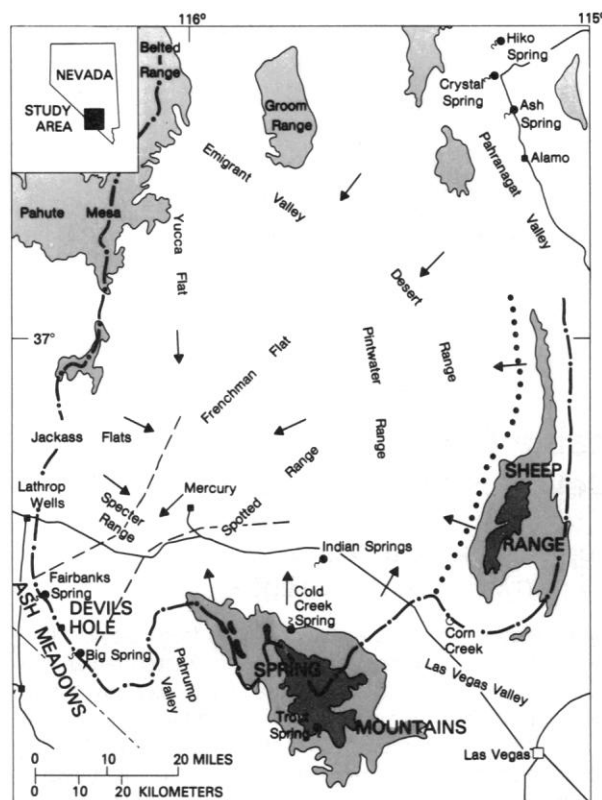 116°
115°
NEVADA
STUDY
AREA
Belted
Range
Groom
Range
Hiko
Spring
Crystal
Spring
Ash
Spring
Alamo
Pahranagat
Valley
Emigrant
Valley
Pahute Mesa
Yucca Flat
Desert
Range
37°
Frenchman Flat
Pintwater
Range
Jackass Flats
Lathrop
Wells
Specter
Range
Mercury
Spotted Range
SHEEP
RANGE
Indian Springs
Fairbanks
Spring
DEVILS
HOLE
Cold
Creek
Spring
Corn
Creek
ASH MEADOWS
Big Spring
Pahrump
Valley
SPRING
MOUNTAINS
Trout
Spring
Las Vegas Valley
Las Vegas
0 10 20 MILES
0 10 20 KILOMETERS